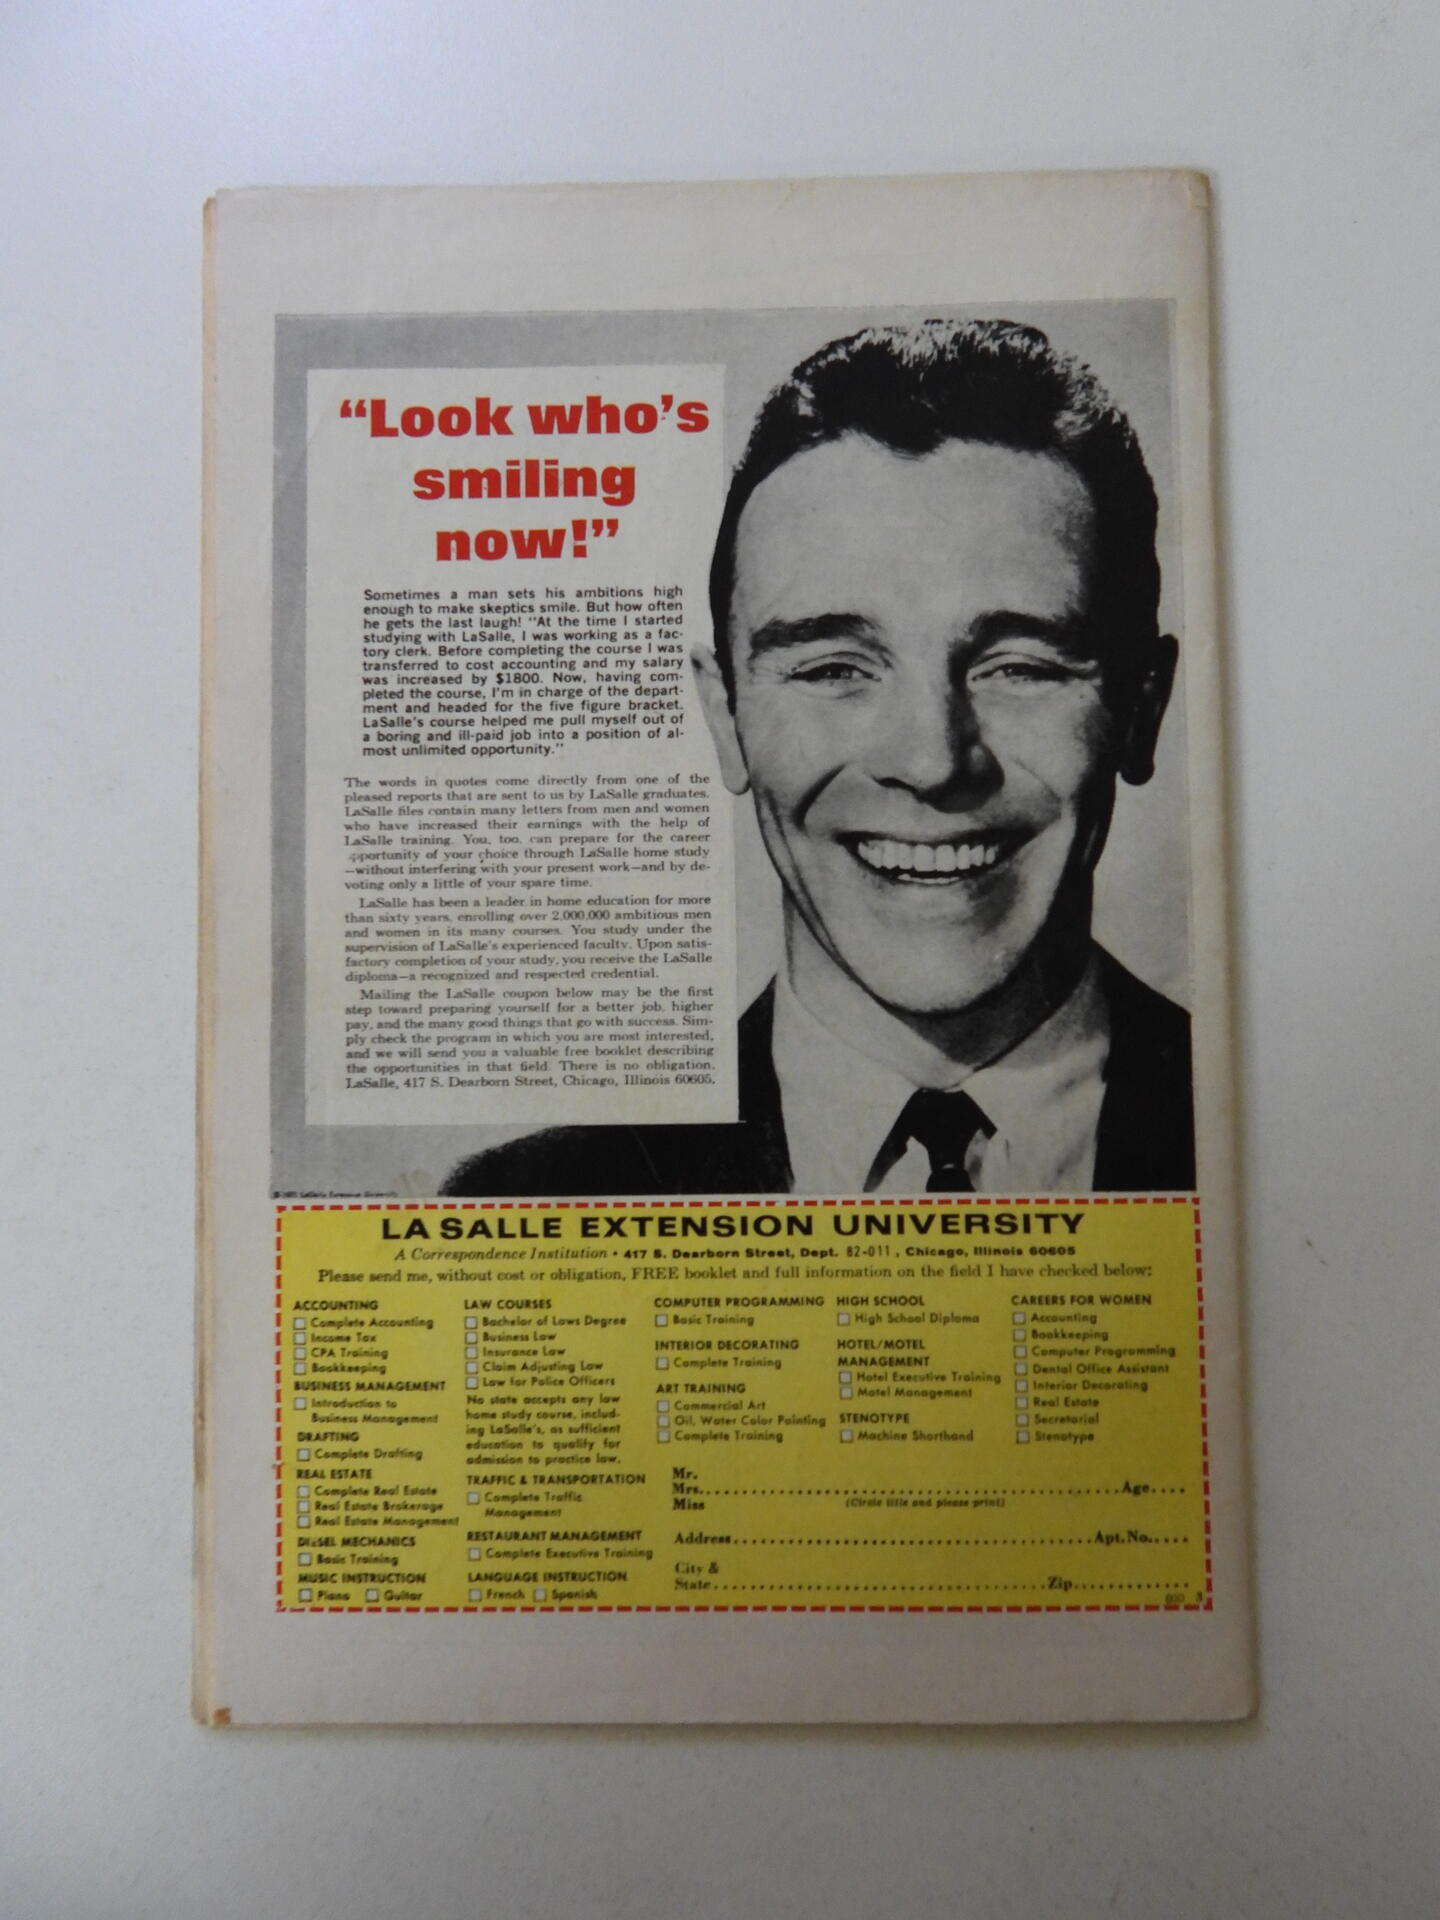 “Look who’s
smiling
now!”
Sometimes a man sets his ambitions high
enough to make skeptics smile. But how often
he gets the last laugh! “At the time I started
studying with LaSalle, I was working as a fac-
tory clerk. Before completing the course I was
transferred to cost accounting and my salary
was increased by $1800. Now, having com-
pleted the course, I’m in charge of the depart-
ment and headed for the five figure bracket.
LaSalle’s course helped me pull myself out of
a boring and ill-paid job into a position of al-
most unlimited opportunity.”
The words in quotes come directly from one of the
pleased reports that are sent to us by LaSalle graduates.
LaSalle files contain many letters from men and women
who have increased their earnings with the help of
LaSalle training. You, too, can prepare for the career
opportunity of your choice through LaSalle home study
—without interfering with your present work—and by de-
voting only a little of your spare time.
LaSalle has been a leader in home education for more
than sixty years, enrolling over 2,000,000 ambitious men
and women in its many courses. You study under the
supervision of LaSalle’s experienced faculty. Upon satis-
factory completion of your study, you receive the LaSalle
diploma—a recognized and respected credential.
Mailing the LaSalle coupon below may be the first
step toward preparing yourself for a better job, higher
pay, and the many good things that go with success. Sim-
ply check the program in which you are most interested,
and we will send you a valuable free booklet describing
the opportunities in that field. There is no obligation.
LaSalle, 417 S. Dearborn Street, Chicago, Illinois 60605.
LaSalle Extension University
LA SALLE EXTENSION UNIVERSITY
A Correspondence Institution • 417 S. Dearborn Street, Dept. 82-011, Chicago, Illinois 60605
Please send me, without cost or obligation, FREE booklet and full information on the field I have checked below:
ACCOUNTING
Complete Accounting
Income Tax
CPA Training
Bookkeeping
BUSINESS MANAGEMENT
Introduction to
Business Management
DRAFTING
Complete Drafting
REAL ESTATE
Complete Real Estate
Real Estate Brokerage
Real Estate Management
DIESEL MECHANICS
Basic Training
MUSIC INSTRUCTION
Piano Guitar
LAW COURSES
Bachelor of Laws Degree
Business Law
Insurance Law
Claim Adjusting Law
Law for Police Officers
No state accepts any law
home study course, includ-
ing LaSalle’s, as sufficient
education to qualify for
admission to practice law.
TRAFFIC & TRANSPORTATION
Complete Traffic
Management
RESTAURANT MANAGEMENT
Complete Executive Training
LANGUAGE INSTRUCTION
French Spanish
COMPUTER PROGRAMMING
Basic Training
INTERIOR DECORATING
Complete Training
ART TRAINING
Commercial Art
Oil, Water Color Painting
Complete Training
HIGH SCHOOL
High School Diploma
HOTEL/MOTEL
MANAGEMENT
Hotel Executive Training
Motel Management
STENOTYPE
Machine Shorthand
CAREERS FOR WOMEN
Accounting
Bookkeeping
Computer Programming
Dental Office Assistant
Interior Decorating
Real Estate
Secretarial
Stenotype
Mr.
Mrs. Age
Miss (Circle title and please print)
Address Apt. No.
City &
State Zip
3